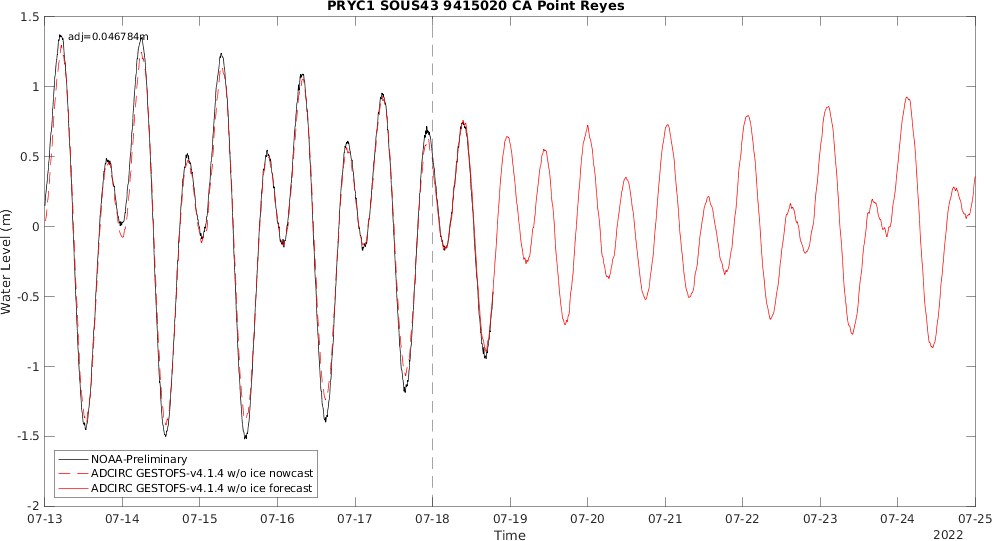 PRYC1 SOUS43 9415020 CA Point Reyes
adj=0.046784m
1.5
1
0.5
0
-0.5
-1
-1.5
-2
Water Level (m)
NOAA-Preliminary
ADCIRC GESTOFS-v4.1.4 w/o ice nowcast
ADCIRC GESTOFS-v4.1.4 w/o ice forecast
07-13 07-14 07-15 07-16 07-17 07-18 07-19 07-20 07-21 07-22 07-23 07-24 07-25
Time
2022